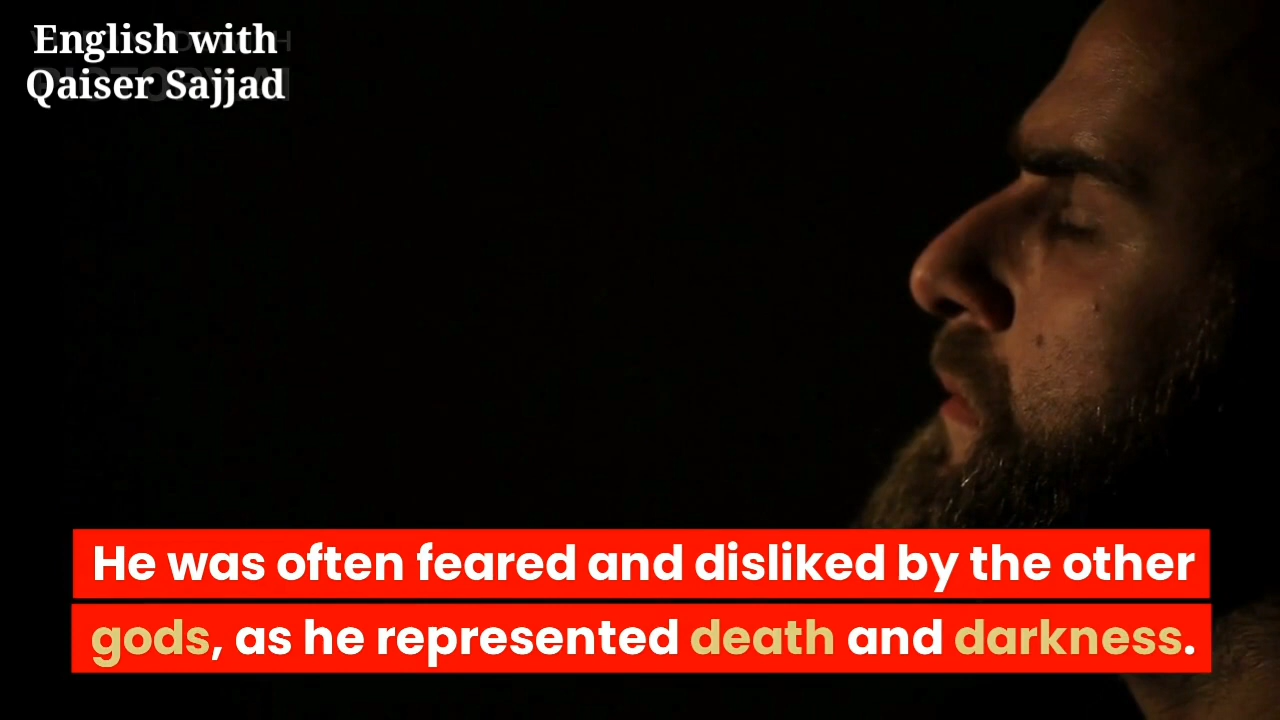 English with
Qaiser Sajjad
He was often feared and disliked by the other
gods, as he represented death and darkness.